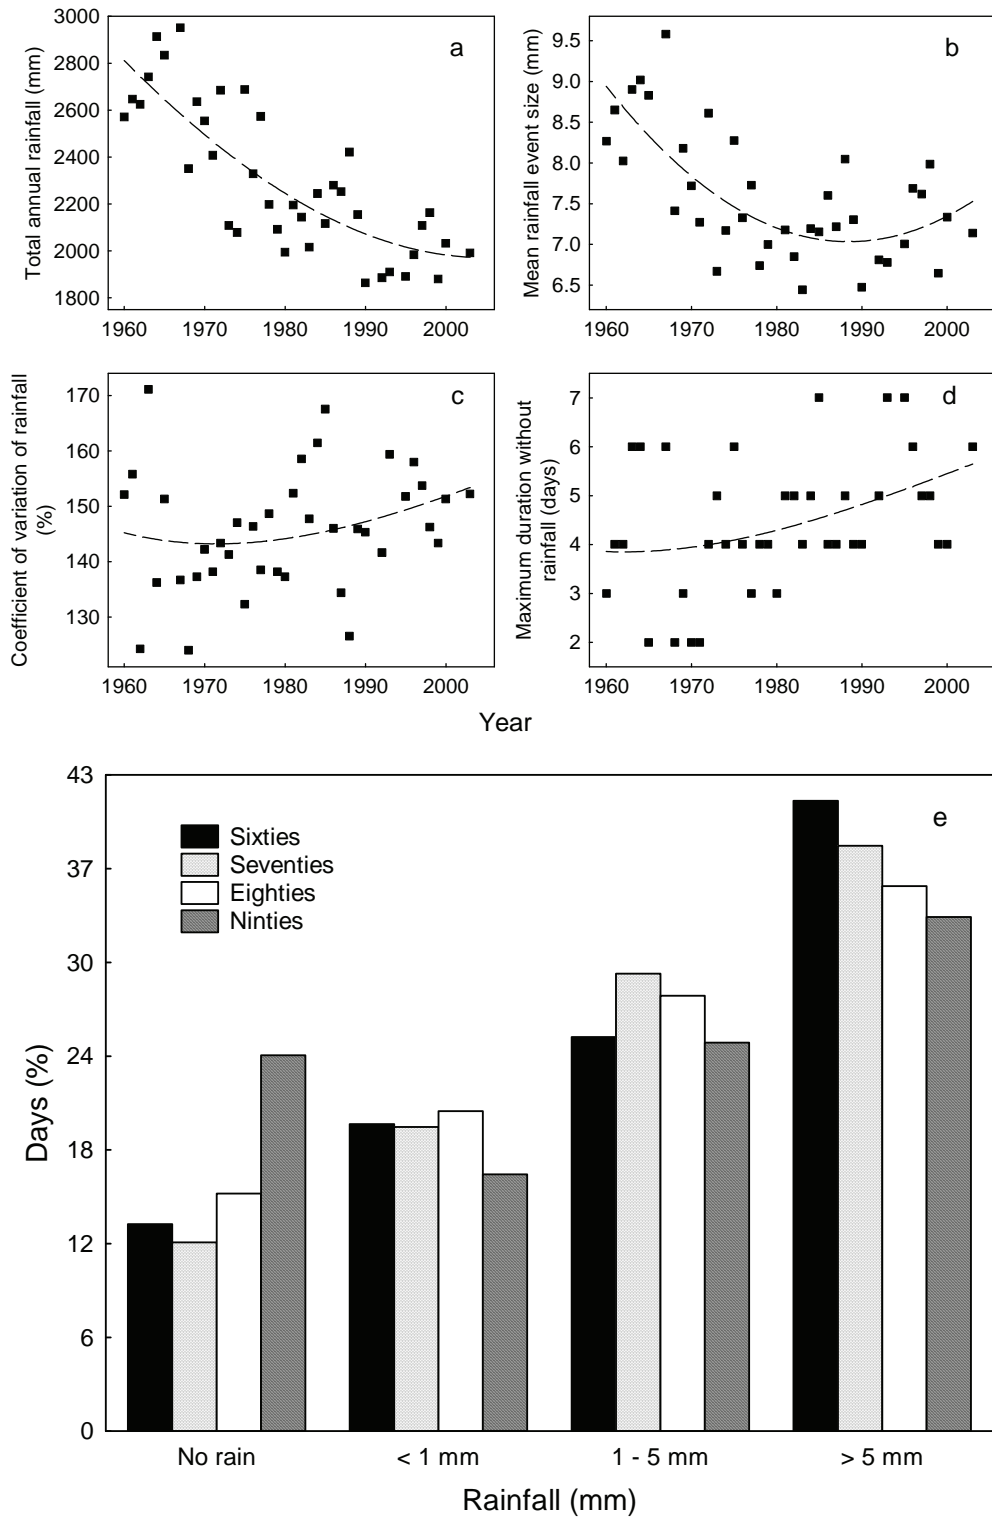 a
Total annual rainfall (mm)
3000
2800
2600
2400
2200
2000
1800
1960 1970 1980 1990 2000
b
Mean rainfall event size (mm)
9.5
9.0
8.5
8.0
7.5
7.0
6.5
1960 1970 1980 1990 2000
c
Coefficient of variation of rainfall
(%)
170
160
150
140
130
1960 1970 1980 1990 2000
d
Maximum duration without
rainfall (days)
7
6
5
4
3
2
1960 1970 1980 1990 2000
Year
e
Sixties
Seventies
Eighties
Ninties
Days (%)
43
37
30
24
18
12
6
0
No rain < 1 mm 1 - 5 mm > 5 mm
Rainfall (mm)